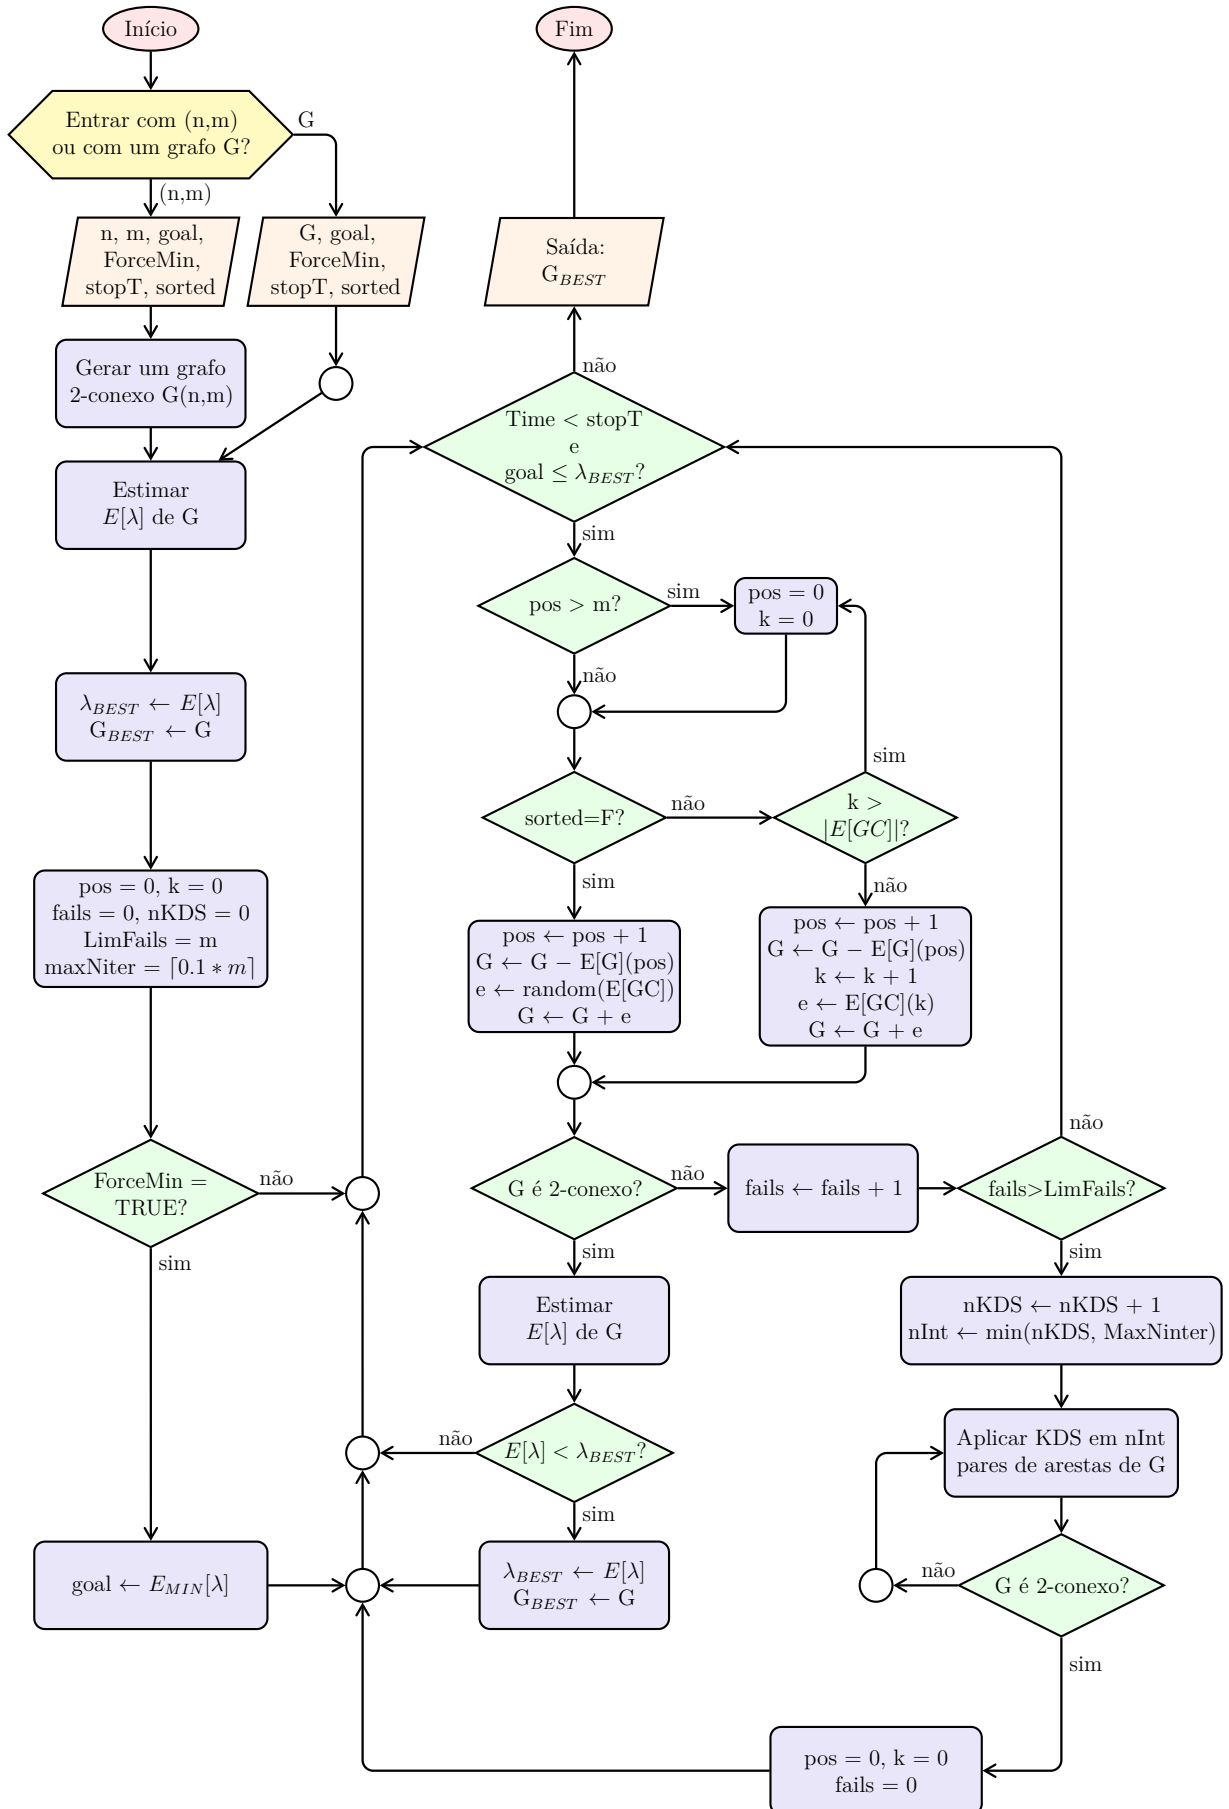 Início
Entrar com (n,m)
ou com um grafo G?
G
(n,m)
n, m, goal,
ForceMin,
stopT, sorted
G, goal,
ForceMin,
stopT, sorted
Gerar um grafo
2-conexo G(n,m)
Estimar
E[λ] de G
λ_BEST ← E[λ]
G_BEST ← G
pos = 0, k = 0
fails = 0, nKDS = 0
LimFails = m
maxNiter = ⌈0.1 * m⌉
ForceMin =
TRUE?
não
sim
goal ← E_MIN[λ]
Fim
Saída:
G_BEST
não
Time < stopT
e
goal ≤ λ_BEST?
sim
pos > m?
sim
pos = 0
k = 0
não
sorted=F?
não
sim
k >
|E[GC]|?
sim
não
pos ← pos + 1
G ← G − E[G](pos)
e ← random(E[GC])
G ← G + e
pos ← pos + 1
G ← G − E[G](pos)
k ← k + 1
e ← E[GC](k)
G ← G + e
G é 2-conexo?
não
sim
fails ← fails + 1
fails>LimFails?
não
sim
Estimar
E[λ] de G
E[λ] < λ_BEST?
não
sim
λ_BEST ← E[λ]
G_BEST ← G
nKDS ← nKDS + 1
nInt ← min(nKDS, MaxNinter)
Aplicar KDS em nInt
pares de arestas de G
G é 2-conexo?
não
sim
pos = 0, k = 0
fails = 0